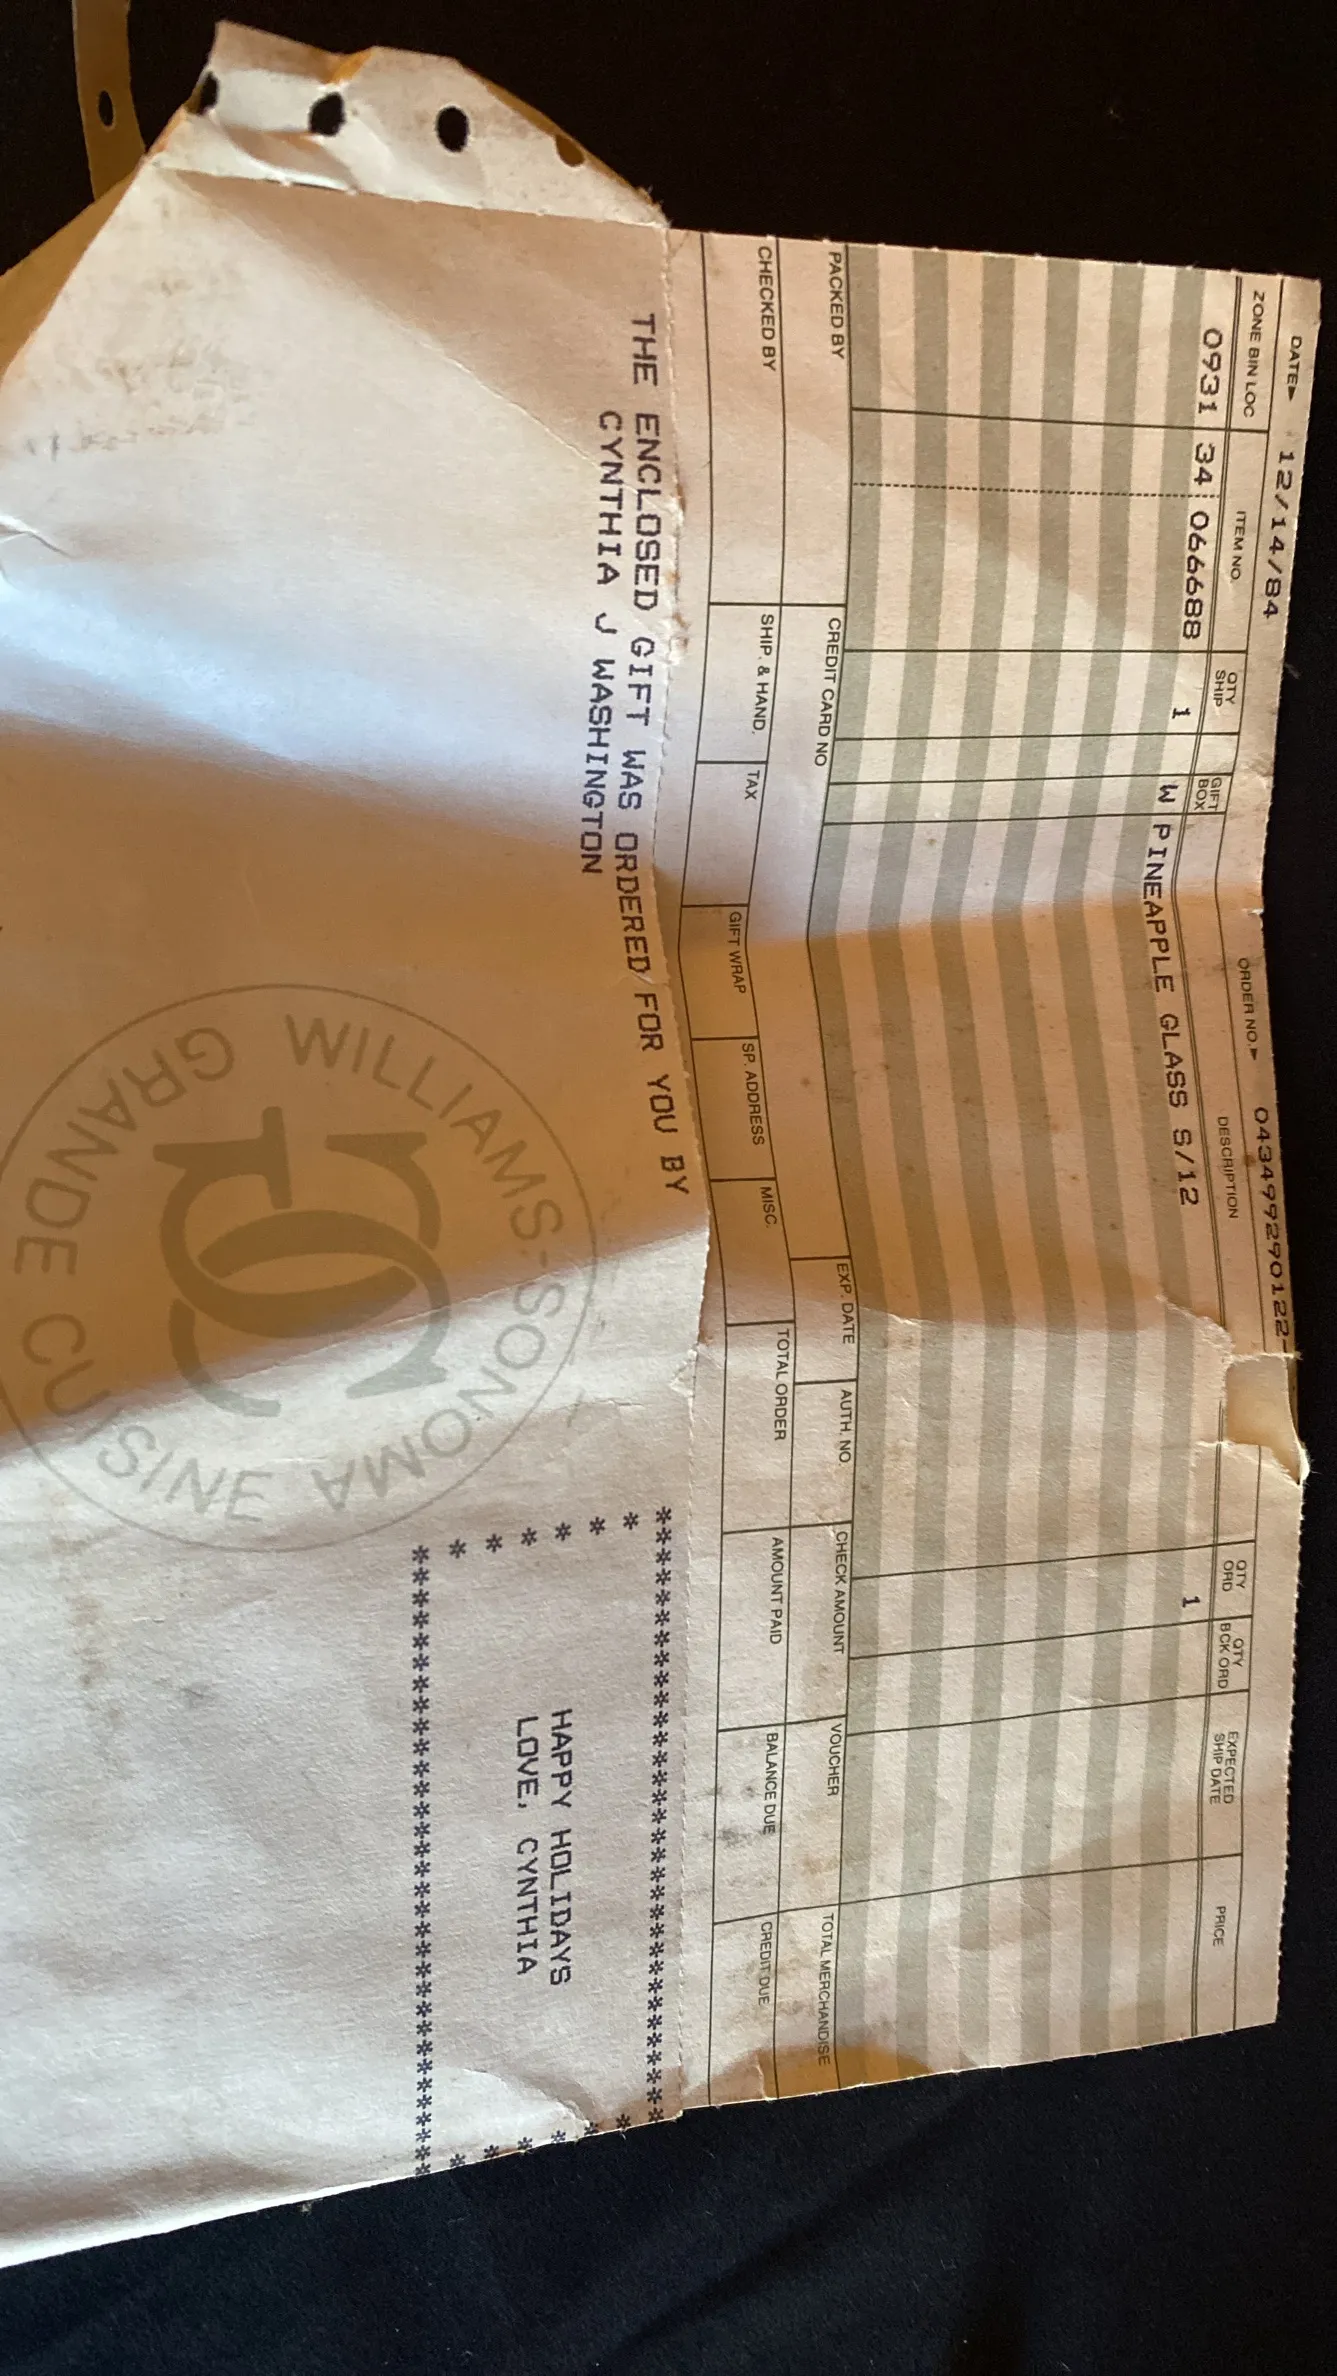 DATE▶ 12/14/84 ORDER NO.▶ 043499290122-
ZONE BIN LOC ITEM NO. QTY SHIP GIFT BOX DESCRIPTION QTY ORD QTY BCK ORD EXPECTED SHIP DATE PRICE
0931 34 066688 1 W PINEAPPLE GLASS S/12 1
PACKED BY CREDIT CARD NO EXP. DATE AUTH. NO. CHECK AMOUNT VOUCHER TOTAL MERCHANDISE
CHECKED BY SHIP. & HAND. TAX GIFT WRAP SP. ADDRESS MISC. TOTAL ORDER AMOUNT PAID BALANCE DUE CREDIT DUE
THE ENCLOSED GIFT WAS ORDERED FOR YOU BY
CYNTHIA J WASHINGTON
HAPPY HOLIDAYS
LOVE, CYNTHIA
WILLIAMS-SONOMA
GRANDE CUISINE